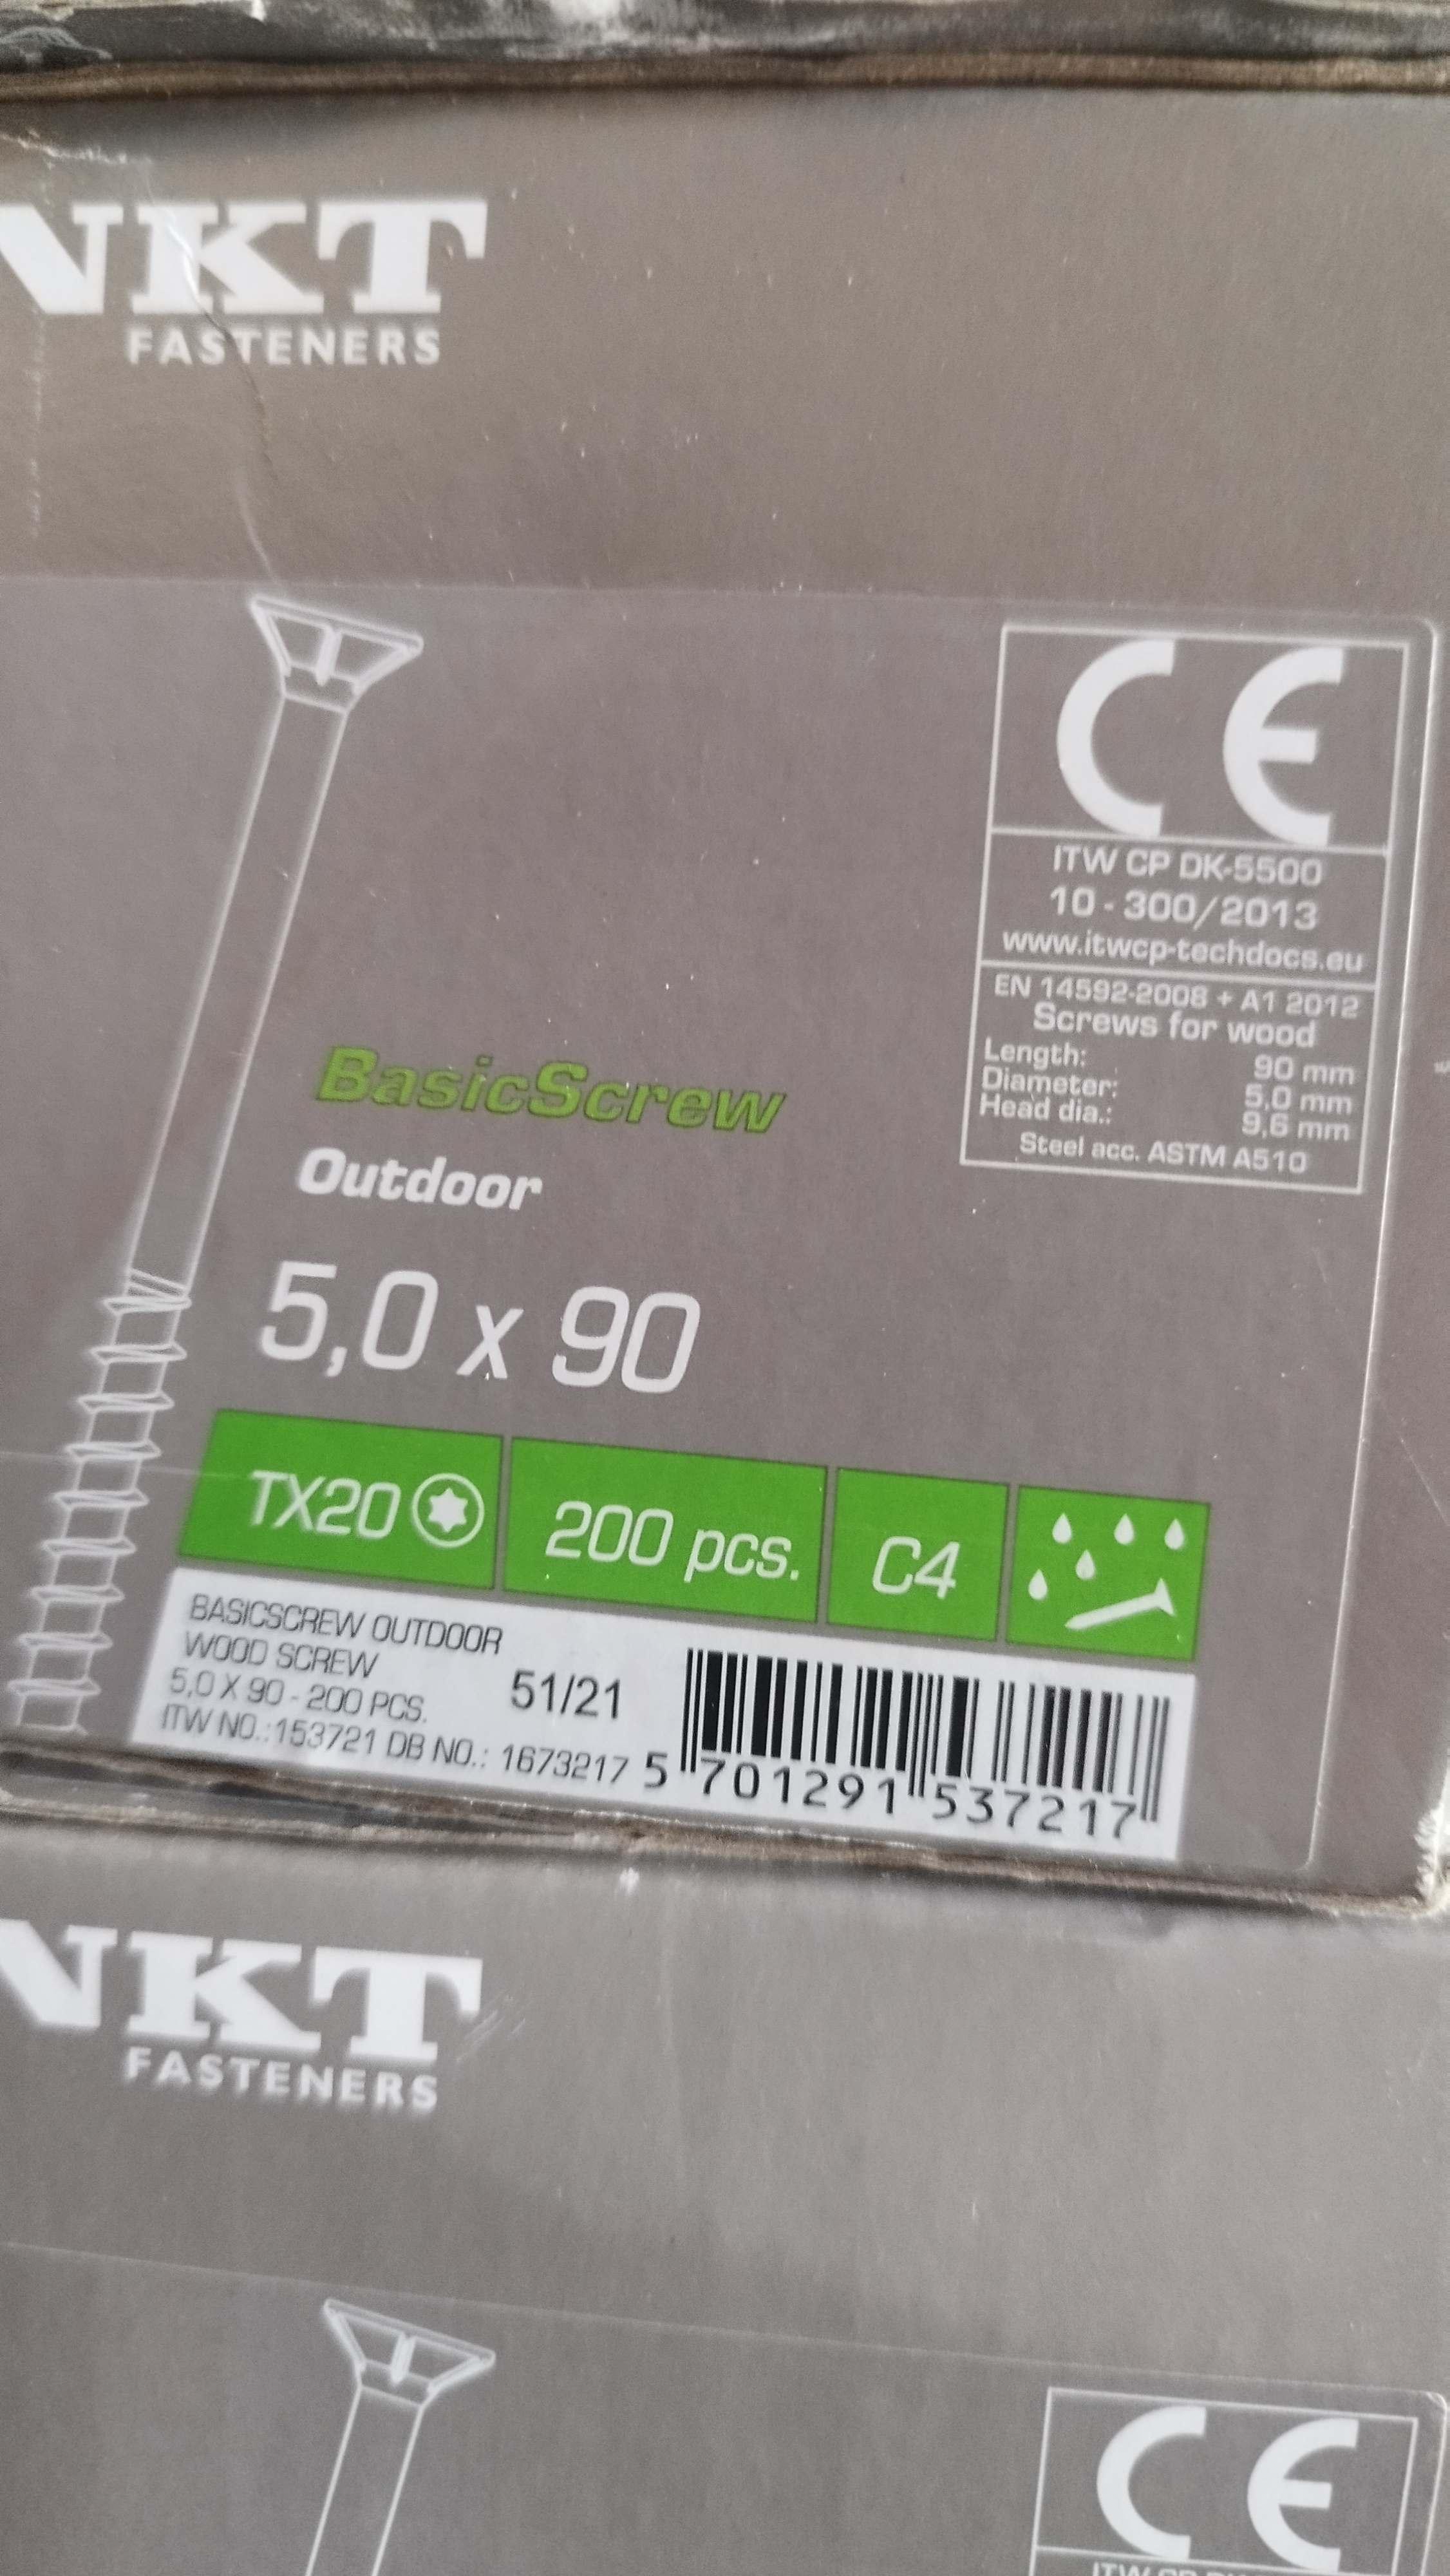 NKT
FASTENERS
CE
ITW CP DK-5500
10 - 300/2013
www.itwcp-techdocs.eu
EN 14592-2008 + A1 2012
Screws for wood
Length: 90 mm
Diameter: 5,0 mm
Head dia.: 9,6 mm
Steel acc. ASTM A510
BasicScrew
Outdoor
5,0 x 90
TX20
200 pcs.
C4
BASICSCREW OUTDOOR
WOOD SCREW
5,0 X 90 - 200 PCS.
51/21
ITW NO.:153721 DB NO.: 1673217
5 701291 537217
NKT
FASTENERS
CE